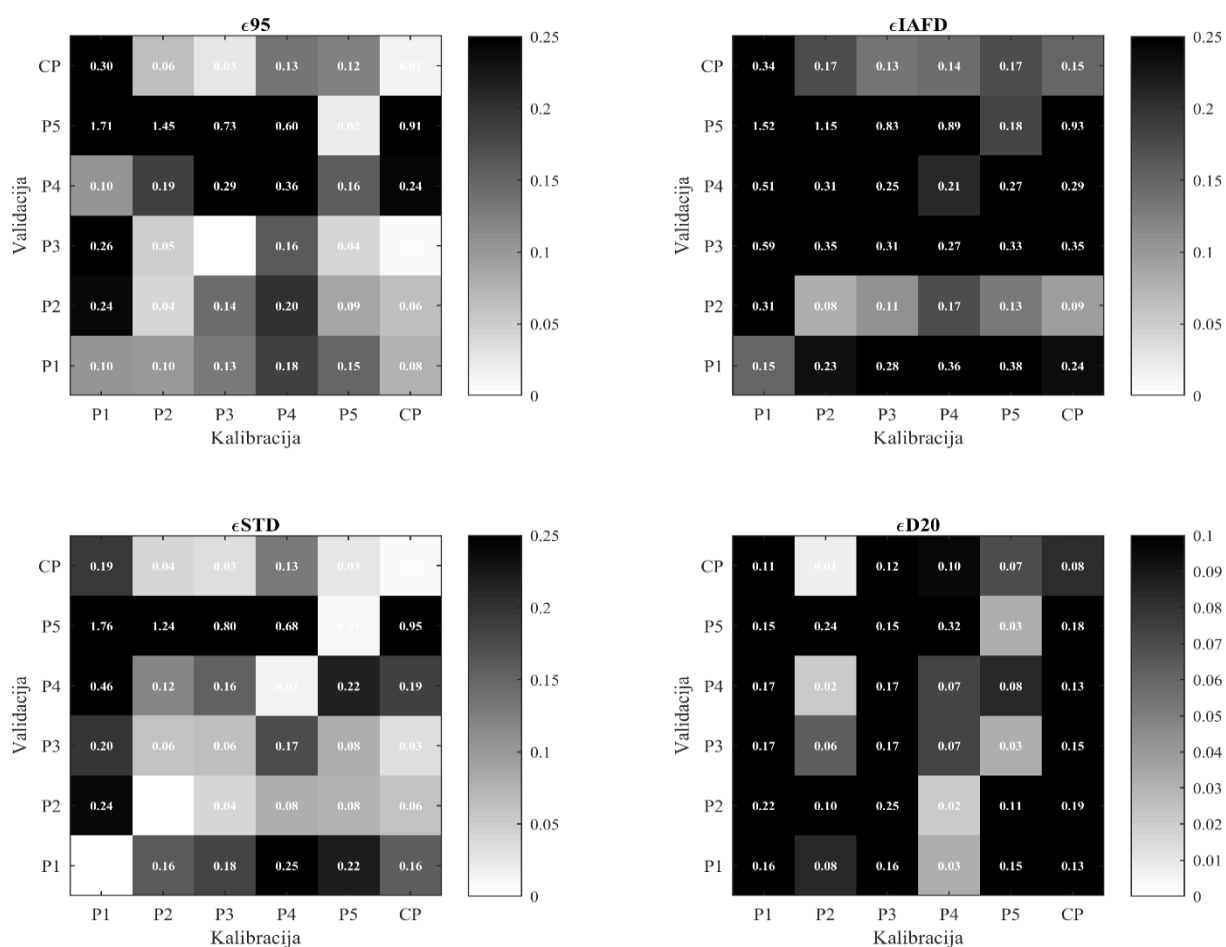 ϵ95
0.25
0.2
0.15
0.1
0.05
0
Validacija
CP 0.30 0.06 0.03 0.13 0.12 0.01
P5 1.71 1.45 0.73 0.60 0.02 0.91
P4 0.10 0.19 0.29 0.36 0.16 0.24
P3 0.26 0.05 0.16 0.04
P2 0.24 0.04 0.14 0.20 0.09 0.06
P1 0.10 0.10 0.13 0.18 0.15 0.08
P1 P2 P3 P4 P5 CP
Kalibracija
ϵIAFD
0.25
0.2
0.15
0.1
0.05
0
Validacija
CP 0.34 0.17 0.13 0.14 0.17 0.15
P5 1.52 1.15 0.83 0.89 0.18 0.93
P4 0.51 0.31 0.25 0.21 0.27 0.29
P3 0.59 0.35 0.31 0.27 0.33 0.35
P2 0.31 0.08 0.11 0.17 0.13 0.09
P1 0.15 0.23 0.28 0.36 0.38 0.24
P1 P2 P3 P4 P5 CP
Kalibracija
ϵSTD
0.25
0.2
0.15
0.1
0.05
0
Validacija
CP 0.19 0.04 0.03 0.13 0.03
P5 1.76 1.24 0.80 0.68 0.95
P4 0.46 0.12 0.16 0.02 0.22 0.19
P3 0.20 0.06 0.06 0.17 0.08 0.03
P2 0.24 0.04 0.08 0.08 0.06
P1 0.16 0.18 0.25 0.22 0.16
P1 P2 P3 P4 P5 CP
Kalibracija
ϵD20
0.1
0.09
0.08
0.07
0.06
0.05
0.04
0.03
0.02
0.01
0
Validacija
CP 0.11 0.01 0.12 0.10 0.07 0.08
P5 0.15 0.24 0.15 0.32 0.03 0.18
P4 0.17 0.02 0.17 0.07 0.08 0.13
P3 0.17 0.06 0.17 0.07 0.03 0.15
P2 0.22 0.10 0.25 0.02 0.11 0.19
P1 0.16 0.08 0.16 0.03 0.15 0.13
P1 P2 P3 P4 P5 CP
Kalibracija